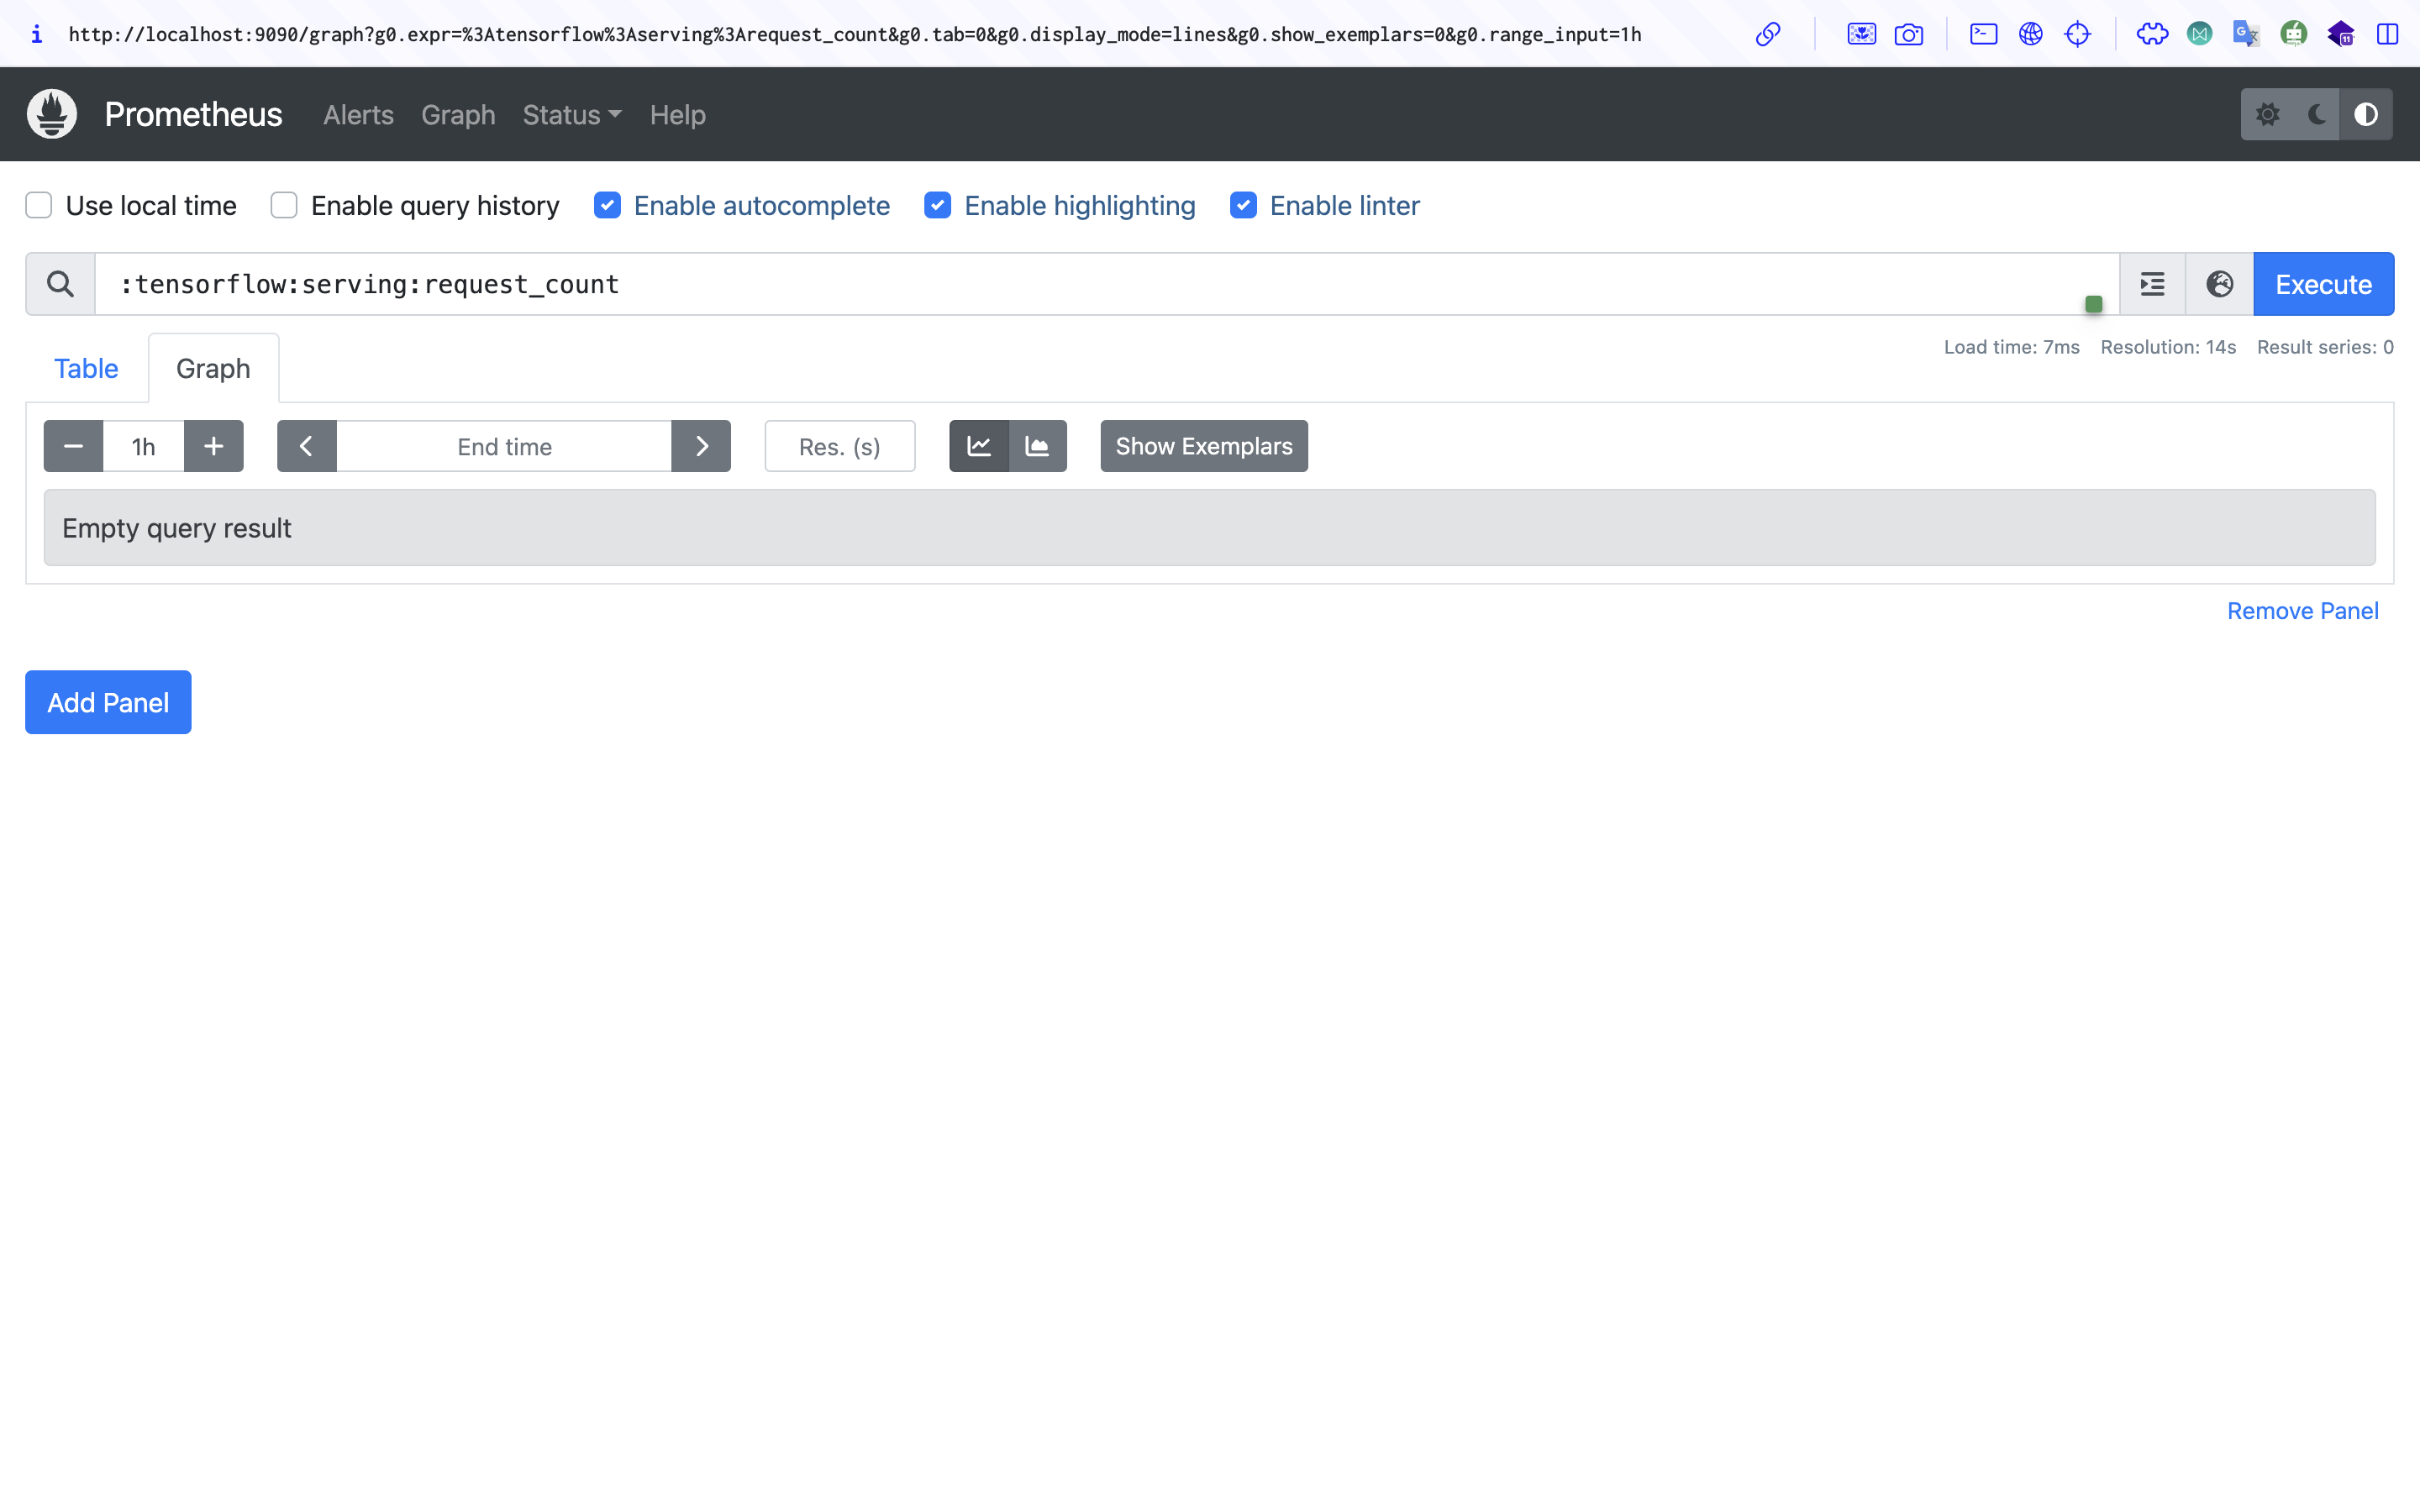 i http://localhost:9090/graph?g0.expr=%3Atensorflow%3Aserving%3Arequest_count&g0.tab=0&g0.display_mode=lines&g0.show_exemplars=0&g0.range_input=1h
Prometheus Alerts Graph Status Help
Use local time Enable query history Enable autocomplete Enable highlighting Enable linter
:tensorflow:serving:request_count Execute
Load time: 7ms Resolution: 14s Result series: 0
Table Graph
1h End time Res. (s) Show Exemplars
Empty query result
Remove Panel
Add Panel